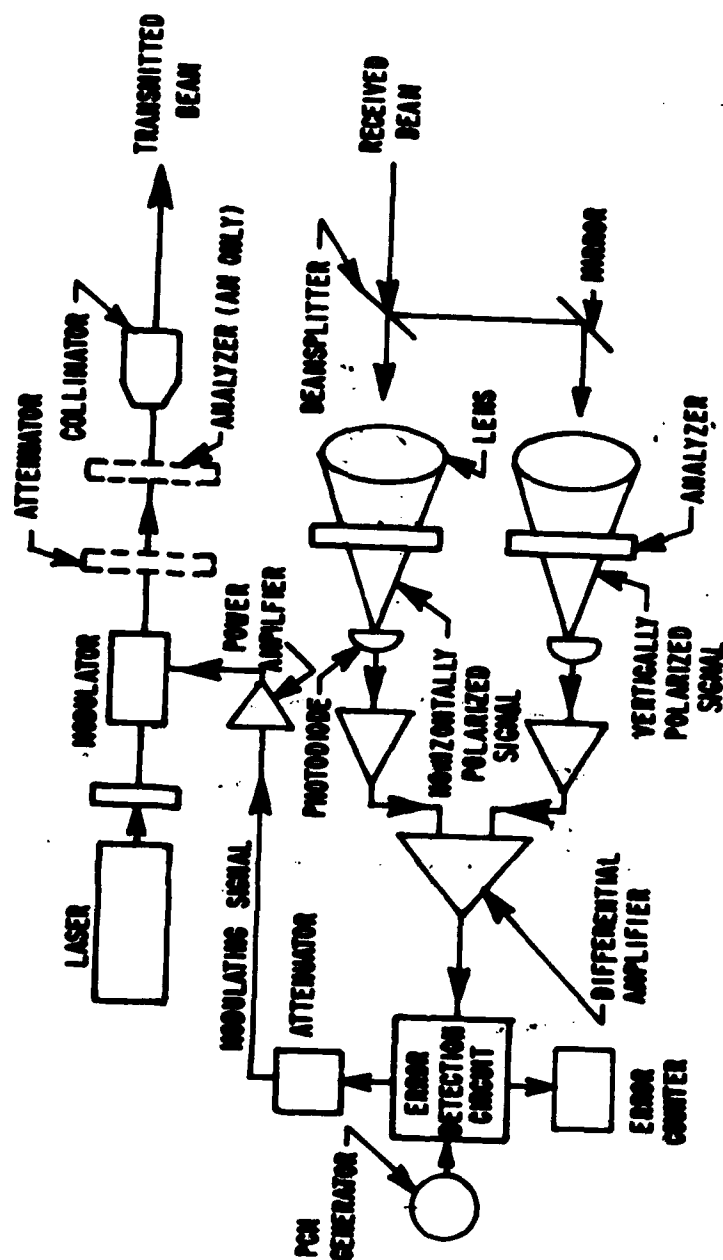 TRANSMITTED
BEAM
COLLIMATOR
ATTENUATOR
ANALYZER (AM ONLY)
MODULATOR
LASER
POWER
AMPILFIER
MODULATING SIGNAL
ATTENUATOR
RECEIVED
BEAM
BEAMSPLITTER
MIRROR
LENS
PHOTODIODE
HORIZONTALLY
POLARIZED
SIGNAL
ANALYZER
VERTICALLY
POLARIZED
SIGNAL
DIFFERENTIAL
AMPLIFIER
ERROR
DETECTION
CIRCUIT
PCM
GENERATOR
ERROR
COUNTER